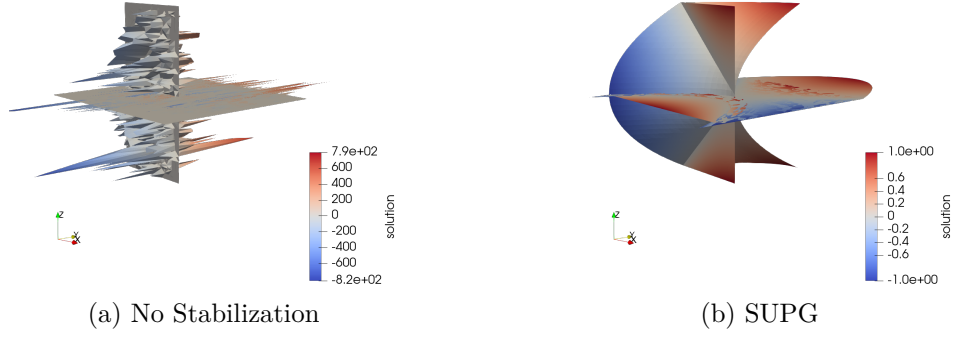 7.9e+02
600
400
200
0
-200
-400
-600
-8.2e+02
solution
Z
Y
X
(a) No Stabilization
1.0e+00
0.6
0.4
0.2
0
-0.2
-0.4
-0.6
-1.0e+00
solution
Z
Y
X
(b) SUPG